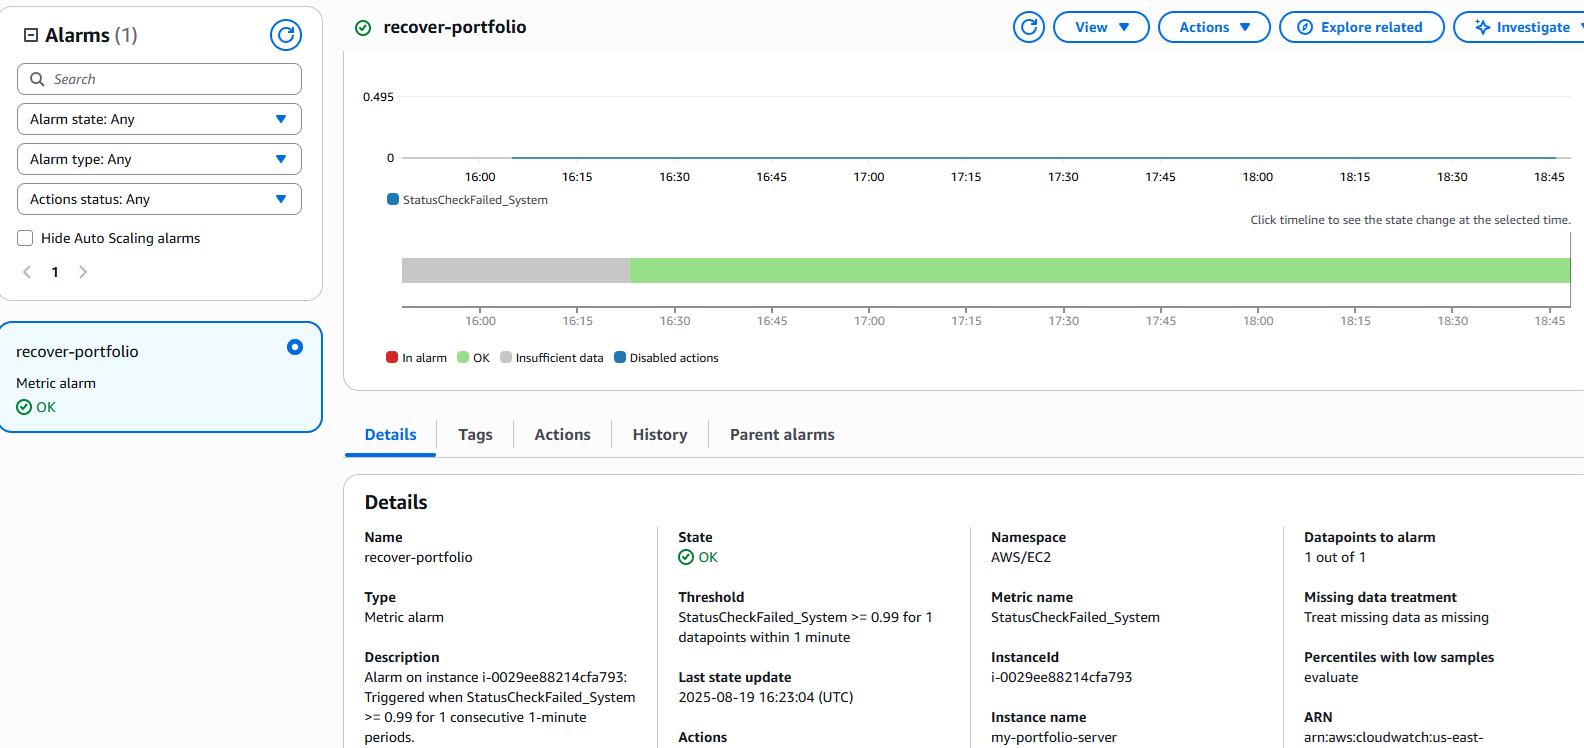 Alarms (1)
Search
Alarm state: Any
Alarm type: Any
Actions status: Any
Hide Auto Scaling alarms
1
recover-portfolio
Metric alarm
OK
recover-portfolio
View
Actions
Explore related
Investigate
0.495
0
16:00 16:15 16:30 16:45 17:00 17:15 17:30 17:45 18:00 18:15 18:30 18:45
StatusCheckFailed_System
Click timeline to see the state change at the selected time.
16:00 16:15 16:30 16:45 17:00 17:15 17:30 17:45 18:00 18:15 18:30 18:45
In alarm OK Insufficient data Disabled actions
Details Tags Actions History Parent alarms
Details
Name
recover-portfolio
Type
Metric alarm
Description
Alarm on instance i-0029ee88214cfa793:
Triggered when StatusCheckFailed_System
>= 0.99 for 1 consecutive 1-minute
periods.
State
OK
Threshold
StatusCheckFailed_System >= 0.99 for 1
datapoints within 1 minute
Last state update
2025-08-19 16:23:04 (UTC)
Actions
Namespace
AWS/EC2
Metric name
StatusCheckFailed_System
InstanceId
i-0029ee88214cfa793
Instance name
my-portfolio-server
Datapoints to alarm
1 out of 1
Missing data treatment
Treat missing data as missing
Percentiles with low samples
evaluate
ARN
arn:aws:cloudwatch:us-east-